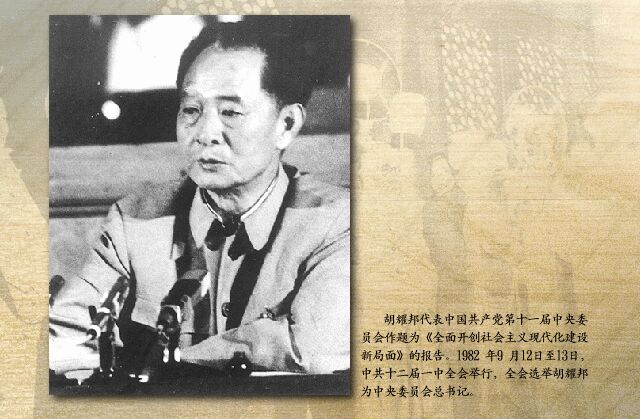 胡耀邦代表中国共产党第十一届中央委
员会作题为《全面开创社会主义现代化建设
新局面》的报告。1982 年9 月12日至13日，
中共十二届一中全会举行，全会选举胡耀邦
为中央委员会总书记。